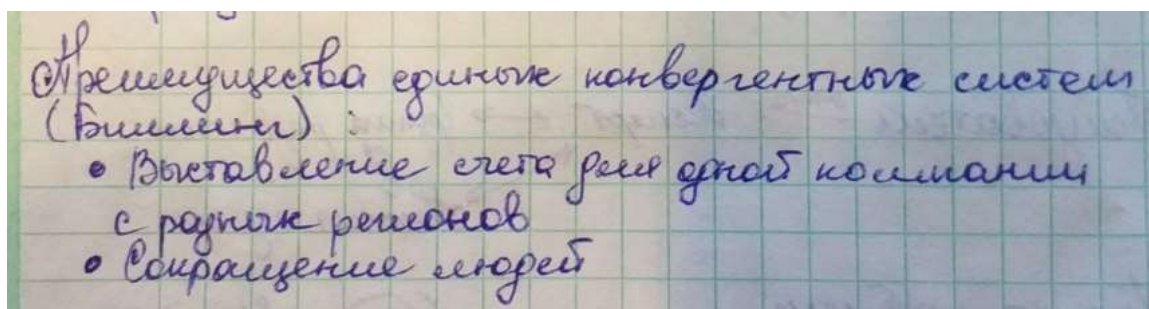 Преимущества единых конвергентных систем
(Биллинг) :
• Выставление счета для одной компании
с разных регионов
• Сокращение людей